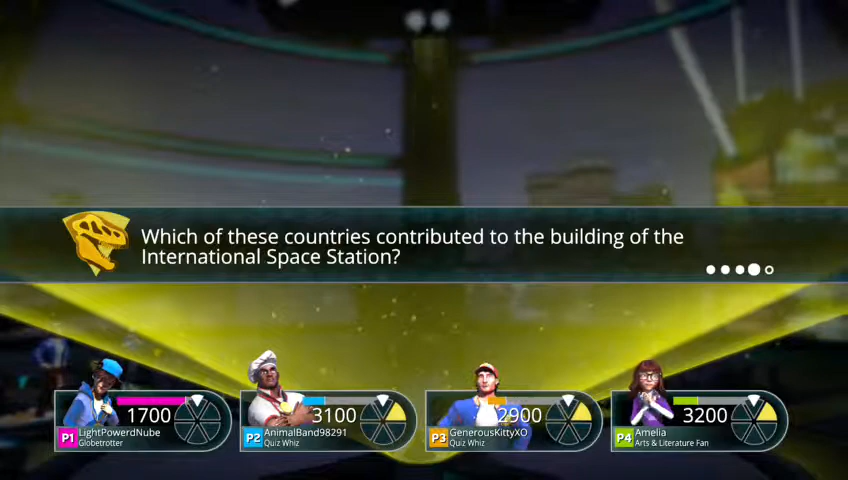 Which of these countries contributed to the building of the
International Space Station?
1700
P1 LightPowerdNube
Globetrotter
3100
P2 AnimalBand98291
Quiz Whiz
2900
P3 GenerousKittyXO
Quiz Whiz
3200
P4 Amelia
Arts & Literature Fan